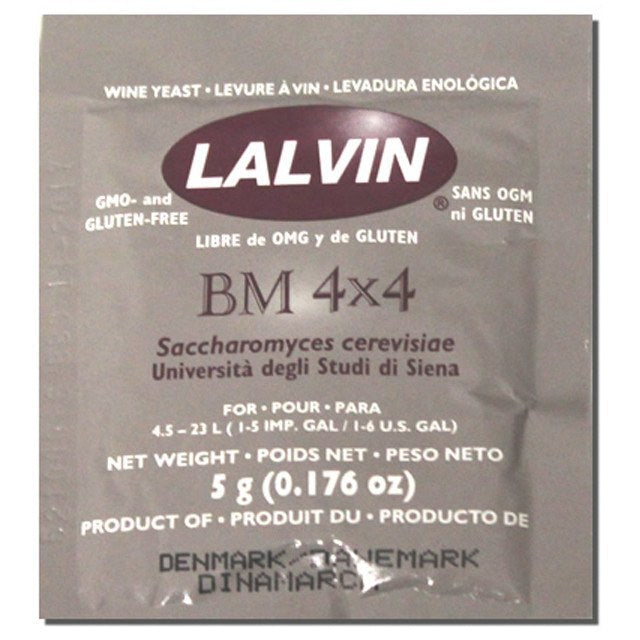 WINE YEAST • LEVURE À VIN • LEVADURA ENOLÓGICA
LALVIN®
GMO- and
GLUTEN-FREE
SANS OGM
ni GLUTEN
LIBRE de OMG y de GLUTEN
BM 4x4
Saccharomyces cerevisiae
Università degli Studi di Siena
FOR • POUR • PARA
4.5 – 23 L ( 1-5 IMP. GAL / 1-6 U.S. GAL)
NET WEIGHT • POIDS NET • PESO NETO
5 g (0.176 oz)
PRODUCT OF • PRODUIT DU • PRODUCTO DE
DENMARK/DANEMARK
DINAMARCA